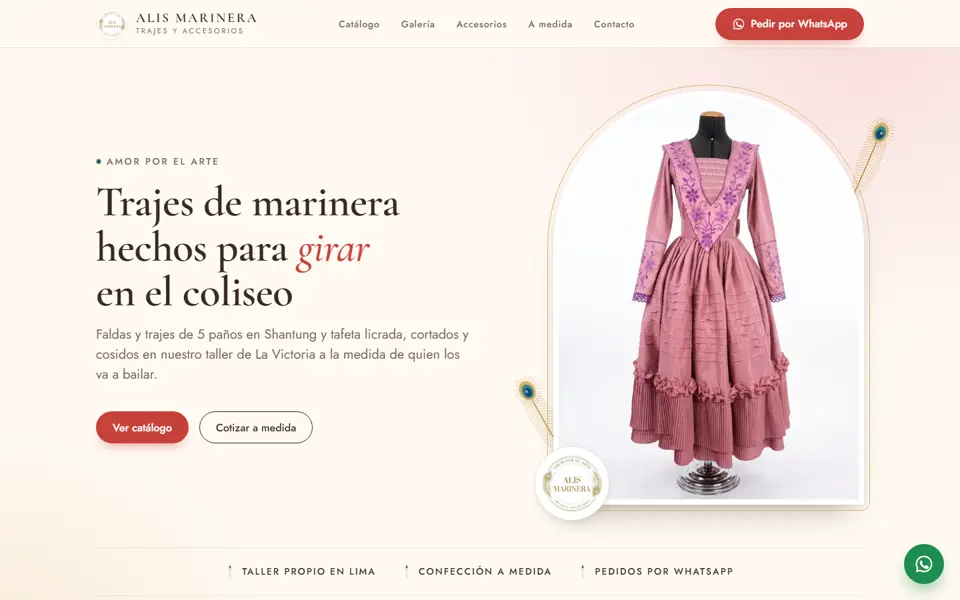 ALIS MARINERA
TRAJES Y ACCESORIOS
Catálogo Galería Accesorios A medida Contacto
Pedir por WhatsApp
AMOR POR EL ARTE
Trajes de marinera
hechos para girar
en el coliseo
Faldas y trajes de 5 paños en Shantung y tafeta licrada, cortados y
cosidos en nuestro taller de La Victoria a la medida de quien los
va a bailar.
Ver catálogo Cotizar a medida
ALIS
MARINERA
TALLER PROPIO EN LIMA CONFECCIÓN A MEDIDA PEDIDOS POR WHATSAPP